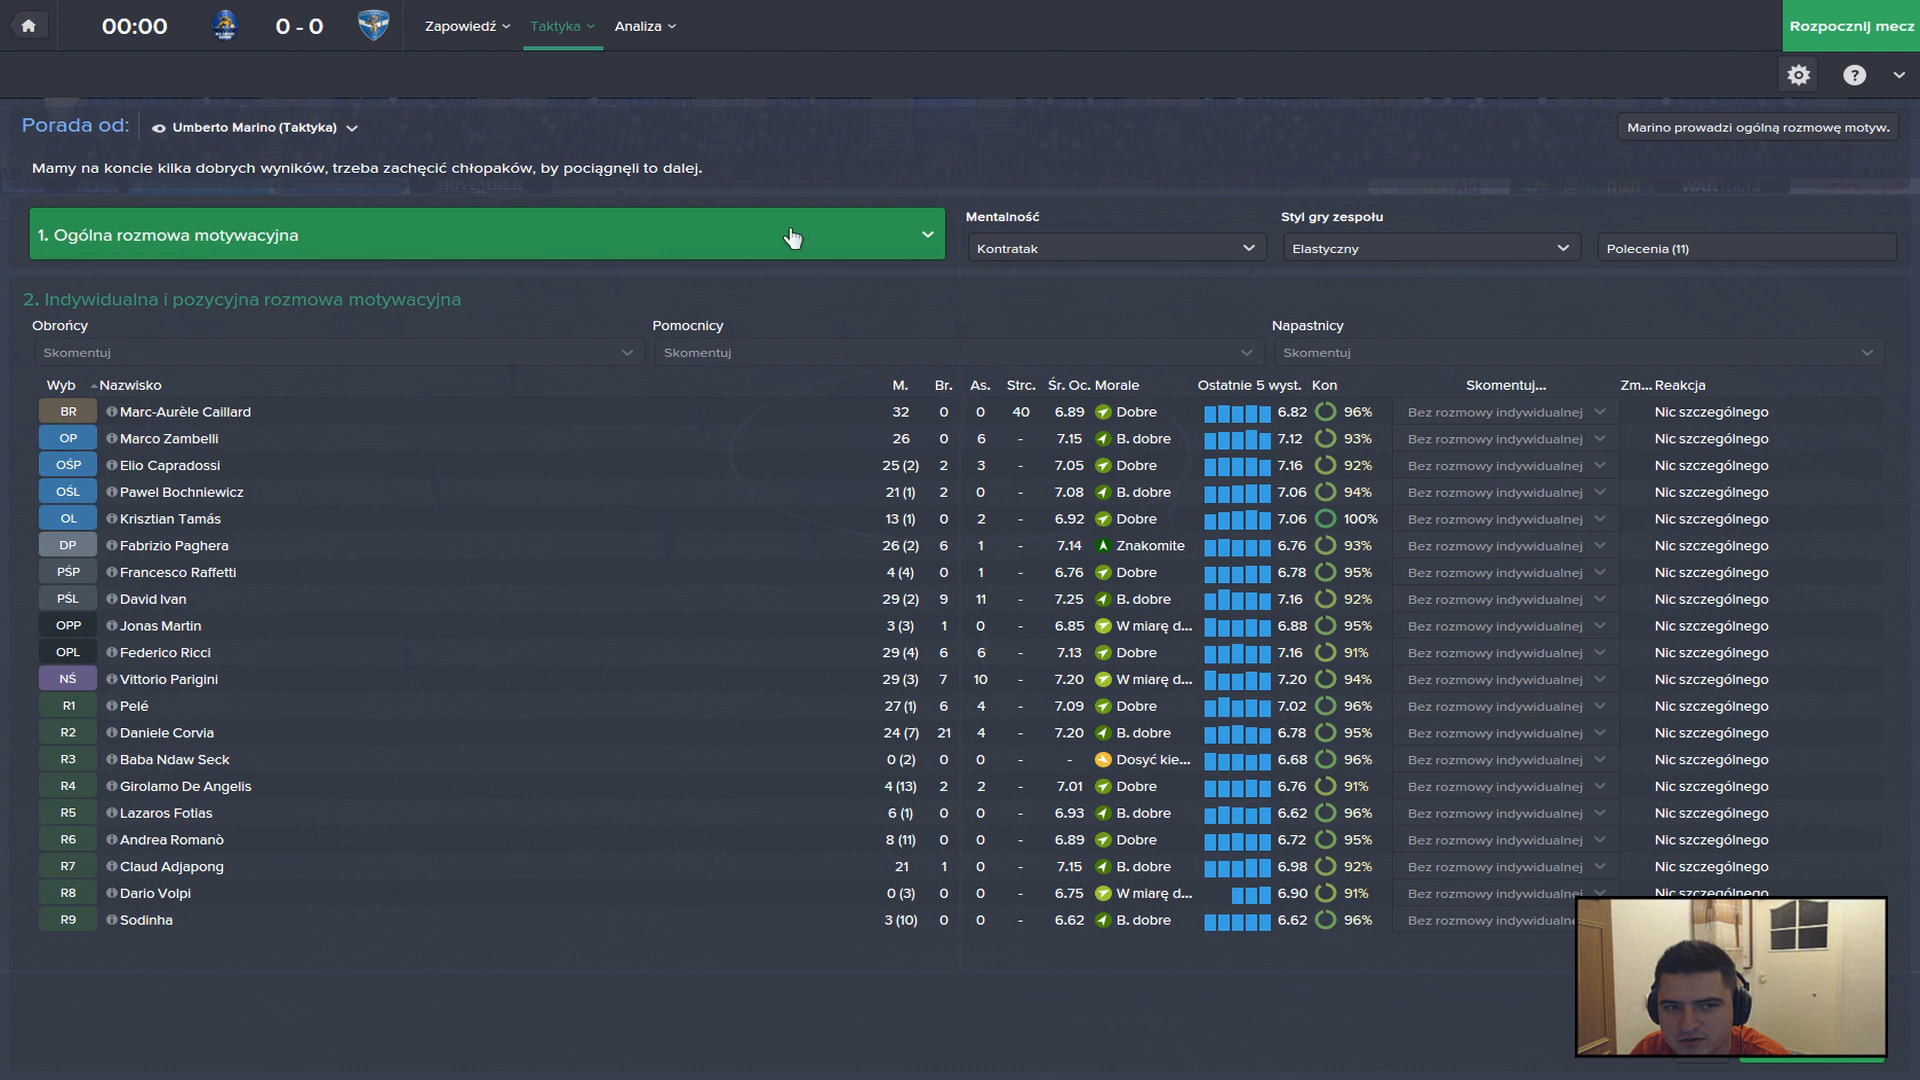 00:00 0 - 0 Zapowiedź Taktyka Analiza Rozpocznij mecz
?
Porada od: Umberto Marino (Taktyka) Marino prowadzi ogólną rozmowę motyw.
Mamy na koncie kilka dobrych wyników, trzeba zachęcić chłopaków, by pociągnęli to dalej.
1. Ogólna rozmowa motywacyjna
Mentalność Styl gry zespołu
Kontratak Elastyczny Polecenia (11)
2. Indywidualna i pozycyjna rozmowa motywacyjna
Obrońcy Pomocnicy Napastnicy
Skomentuj Skomentuj Skomentuj
Wyb Nazwisko M. Br. As. Strc. Śr. Oc. Morale Ostatnie 5 wyst. Kon Skomentuj... Zm... Reakcja
BR Marc-Aurèle Caillard 32 0 0 40 6.89 Dobre 6.82 96% Bez rozmowy indywidualnej Nic szczególnego
OP Marco Zambelli 26 0 6 - 7.15 B. dobre 7.12 93% Bez rozmowy indywidualnej Nic szczególnego
OŚP Elio Capradossi 25 (2) 2 3 - 7.05 Dobre 7.16 92% Bez rozmowy indywidualnej Nic szczególnego
OŚL Pawel Bochniewicz 21 (1) 2 0 - 7.08 B. dobre 7.06 94% Bez rozmowy indywidualnej Nic szczególnego
OL Krisztian Tamás 13 (1) 0 2 - 6.92 Dobre 7.06 100% Bez rozmowy indywidualnej Nic szczególnego
DP Fabrizio Paghera 26 (2) 6 1 - 7.14 Znakomite 6.76 93% Bez rozmowy indywidualnej Nic szczególnego
PŚP Francesco Raffetti 4 (4) 0 1 - 6.76 Dobre 6.78 95% Bez rozmowy indywidualnej Nic szczególnego
PŚL David Ivan 29 (2) 9 11 - 7.25 B. dobre 7.16 92% Bez rozmowy indywidualnej Nic szczególnego
OPP Jonas Martin 3 (3) 1 0 - 6.85 W miarę d... 6.88 95% Bez rozmowy indywidualnej Nic szczególnego
OPL Federico Ricci 29 (4) 6 6 - 7.13 Dobre 7.16 91% Bez rozmowy indywidualnej Nic szczególnego
NŚ Vittorio Parigini 29 (3) 7 10 - 7.20 W miarę d... 7.20 94% Bez rozmowy indywidualnej Nic szczególnego
R1 Pelé 27 (1) 6 4 - 7.09 Dobre 7.02 96% Bez rozmowy indywidualnej Nic szczególnego
R2 Daniele Corvia 24 (7) 21 4 - 7.20 B. dobre 6.78 95% Bez rozmowy indywidualnej Nic szczególnego
R3 Baba Ndaw Seck 0 (2) 0 0 - - Dosyć kie... 6.68 96% Bez rozmowy indywidualnej Nic szczególnego
R4 Girolamo De Angelis 4 (13) 2 2 - 7.01 Dobre 6.76 91% Bez rozmowy indywidualnej Nic szczególnego
R5 Lazaros Fotias 6 (1) 0 0 - 6.93 B. dobre 6.62 96% Bez rozmowy indywidualnej Nic szczególnego
R6 Andrea Romanò 8 (11) 0 0 - 6.89 Dobre 6.72 95% Bez rozmowy indywidualnej Nic szczególnego
R7 Claud Adjapong 21 1 0 - 7.15 B. dobre 6.98 92% Bez rozmowy indywidualnej Nic szczególnego
R8 Dario Volpi 0 (3) 0 0 - 6.75 W miarę d... 6.90 91% Bez rozmowy indywidualnej Nic szczególnego
R9 Sodinha 3 (10) 0 0 - 6.62 B. dobre 6.62 96% Bez rozmowy indywidualnej